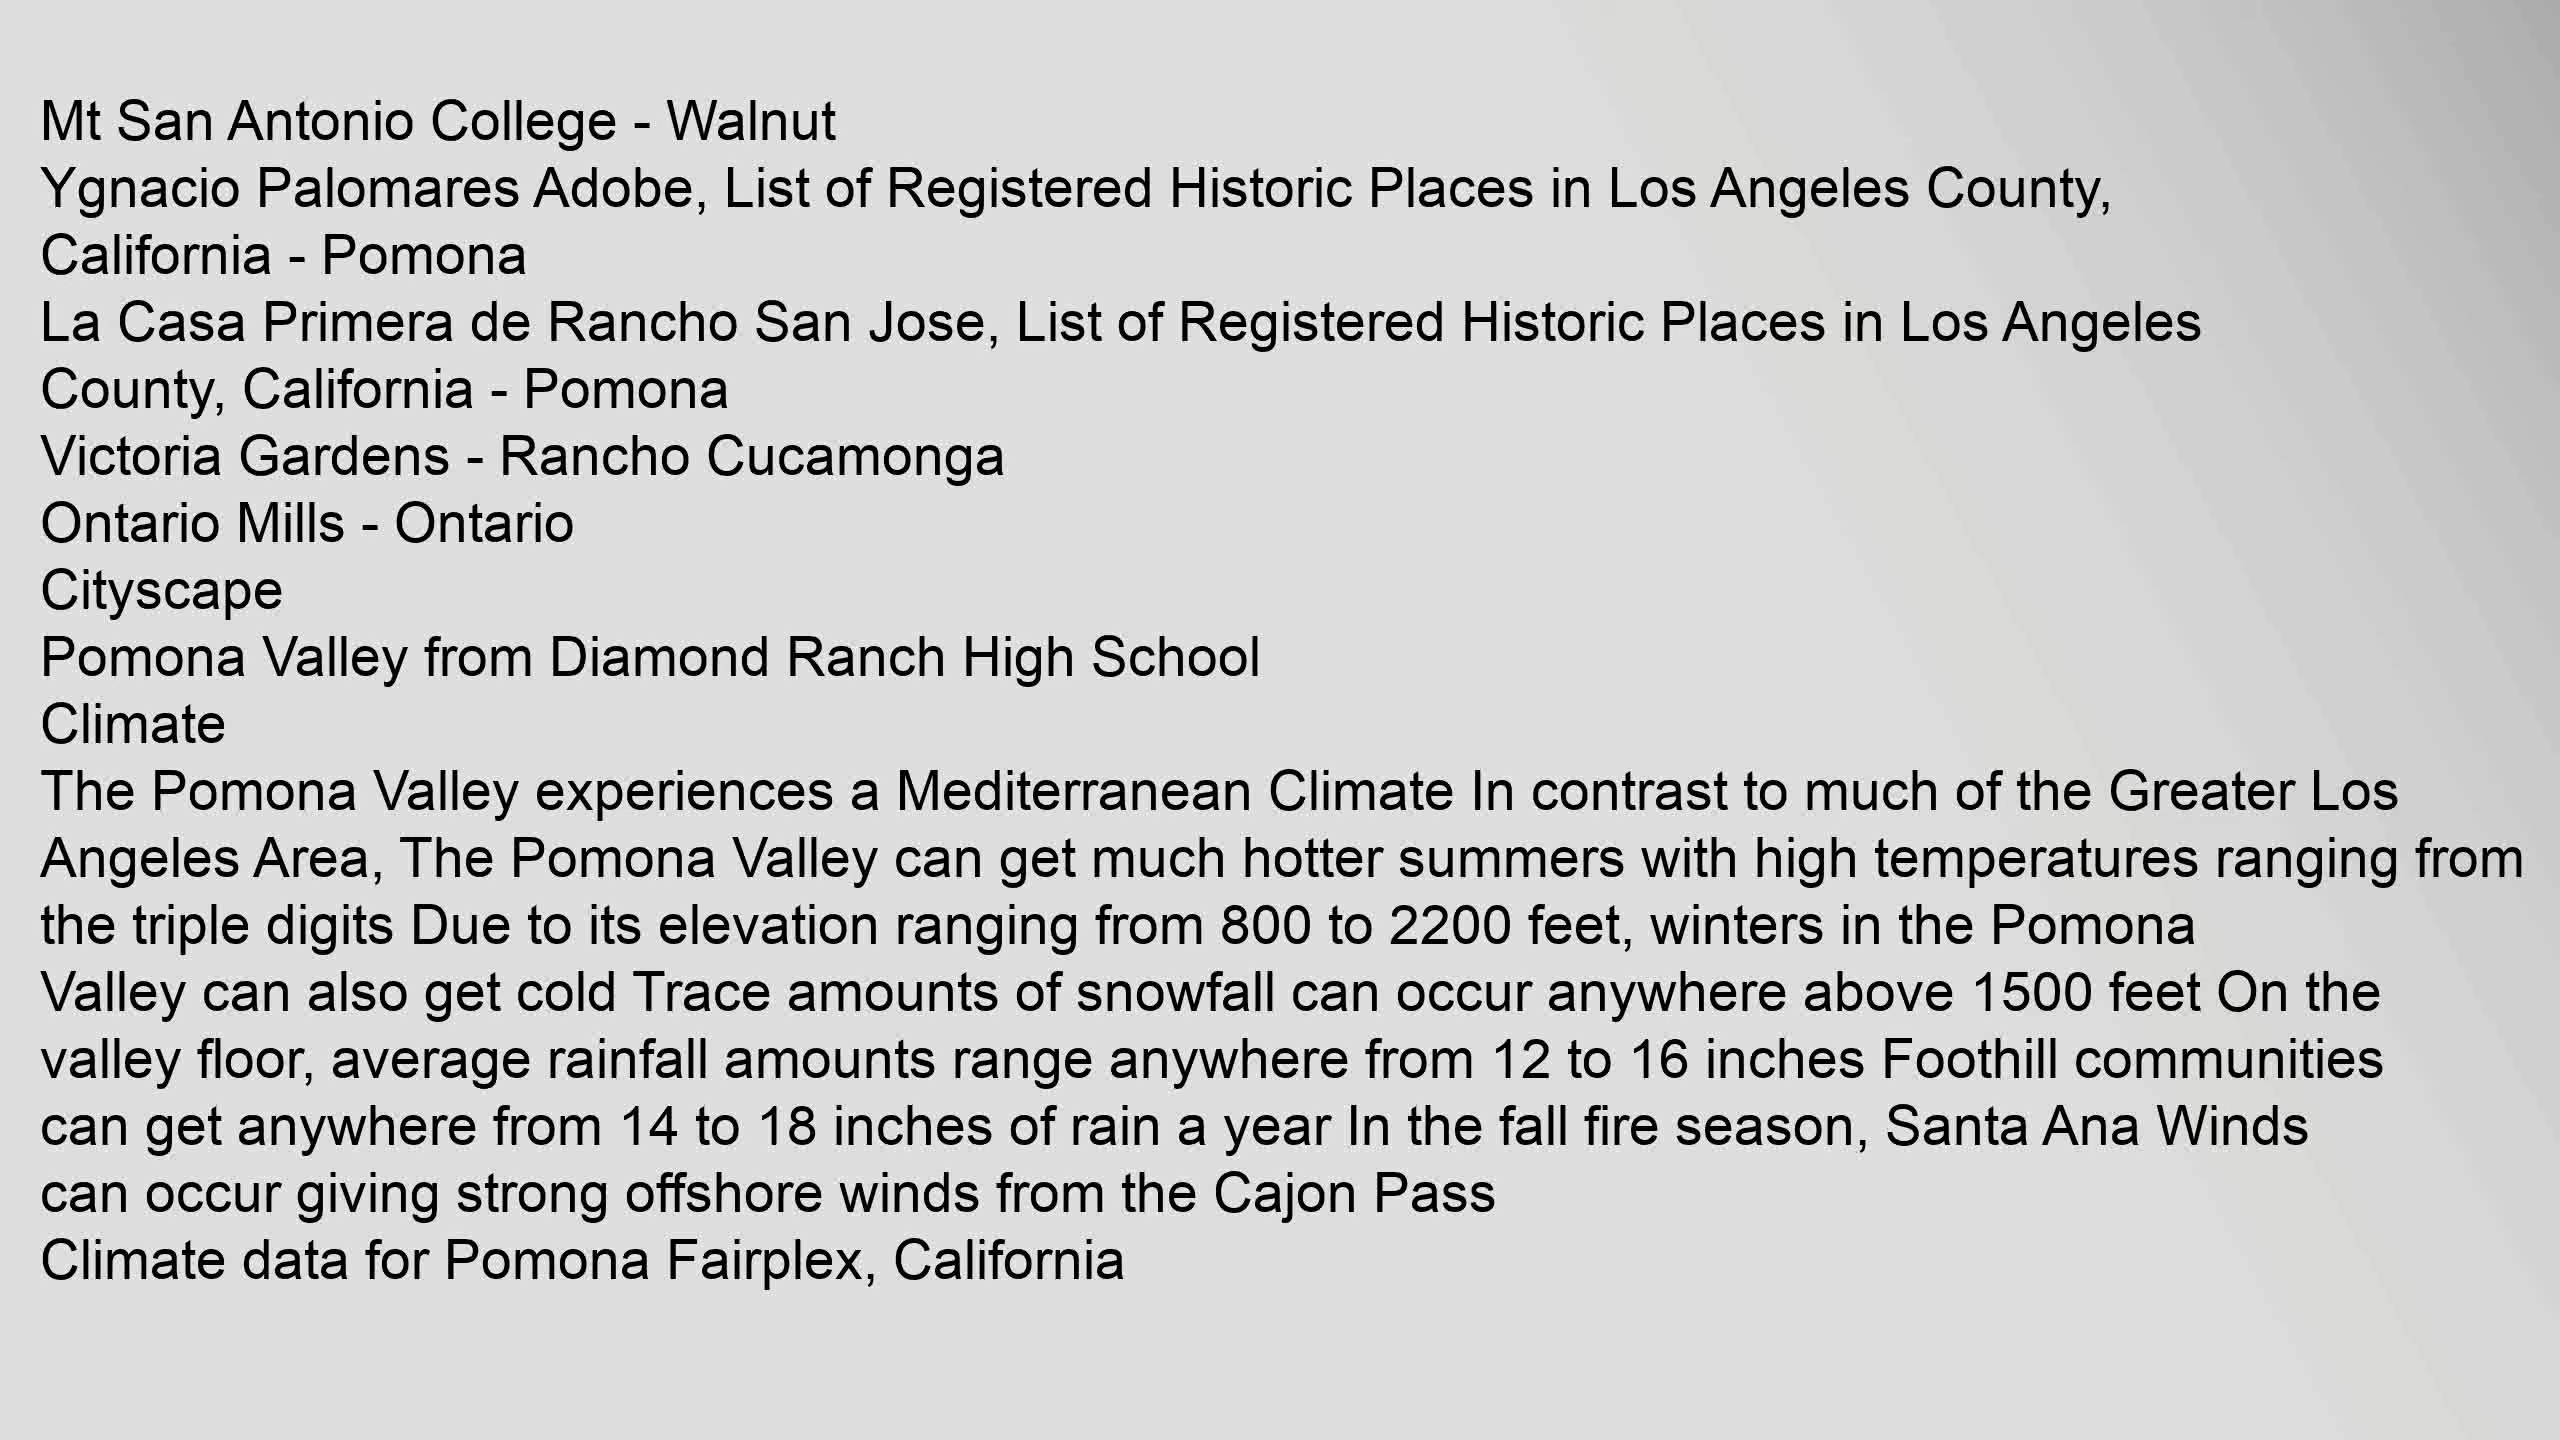 Mt San Antonio College - Walnut
Ygnacio Palomares Adobe, List of Registered Historic Places in Los Angeles County,
California - Pomona
La Casa Primera de Rancho San Jose, List of Registered Historic Places in Los Angeles
County, California - Pomona
Victoria Gardens - Rancho Cucamonga
Ontario Mills - Ontario
Cityscape
Pomona Valley from Diamond Ranch High School
Climate
The Pomona Valley experiences a Mediterranean Climate In contrast to much of the Greater Los
Angeles Area, The Pomona Valley can get much hotter summers with high temperatures ranging from
the triple digits Due to its elevation ranging from 800 to 2200 feet, winters in the Pomona
Valley can also get cold Trace amounts of snowfall can occur anywhere above 1500 feet On the
valley floor, average rainfall amounts range anywhere from 12 to 16 inches Foothill communities
can get anywhere from 14 to 18 inches of rain a year In the fall fire season, Santa Ana Winds
can occur giving strong offshore winds from the Cajon Pass
Climate data for Pomona Fairplex, California